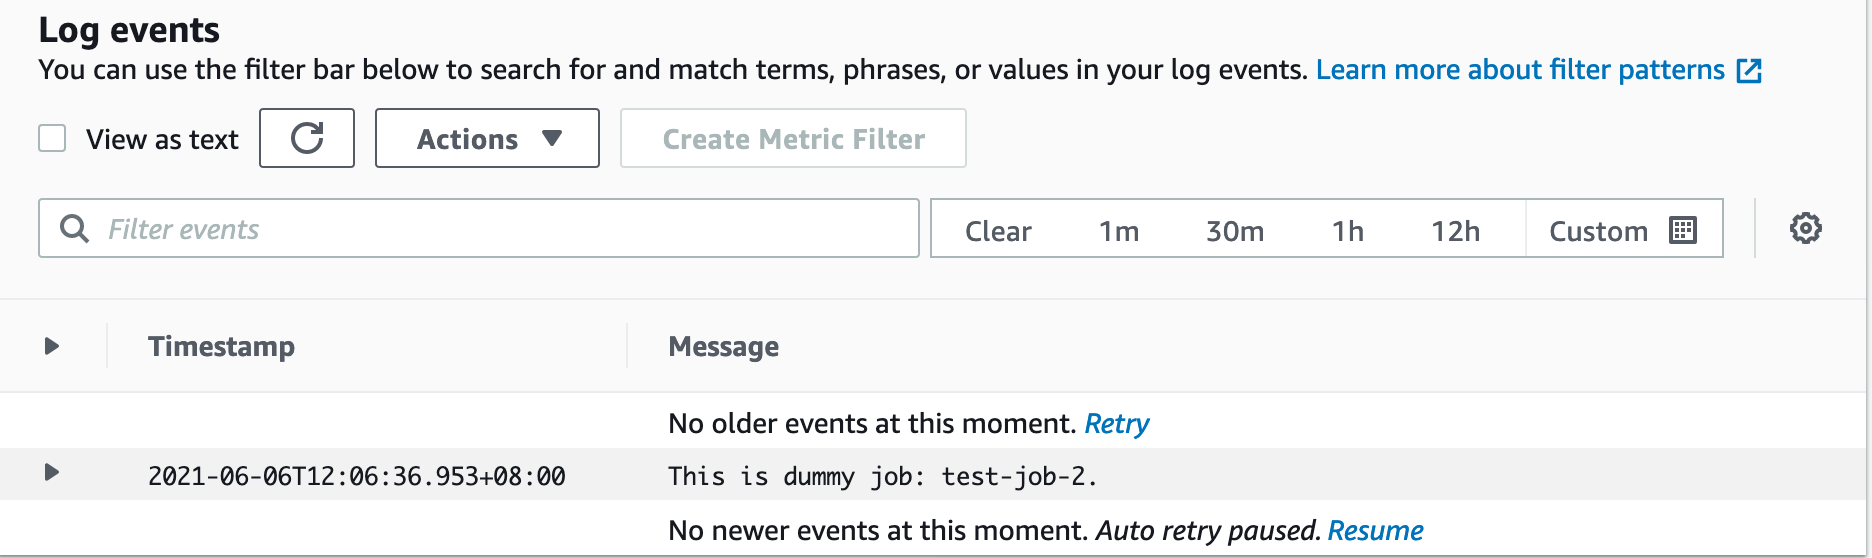 Log events
You can use the filter bar below to search for and match terms, phrases, or values in your log events. Learn more about filter patterns
View as text Actions Create Metric Filter
Filter events Clear 1m 30m 1h 12h Custom
Timestamp Message
No older events at this moment. Retry
2021-06-06T12:06:36.953+08:00 This is dummy job: test-job-2.
No newer events at this moment. Auto retry paused. Resume